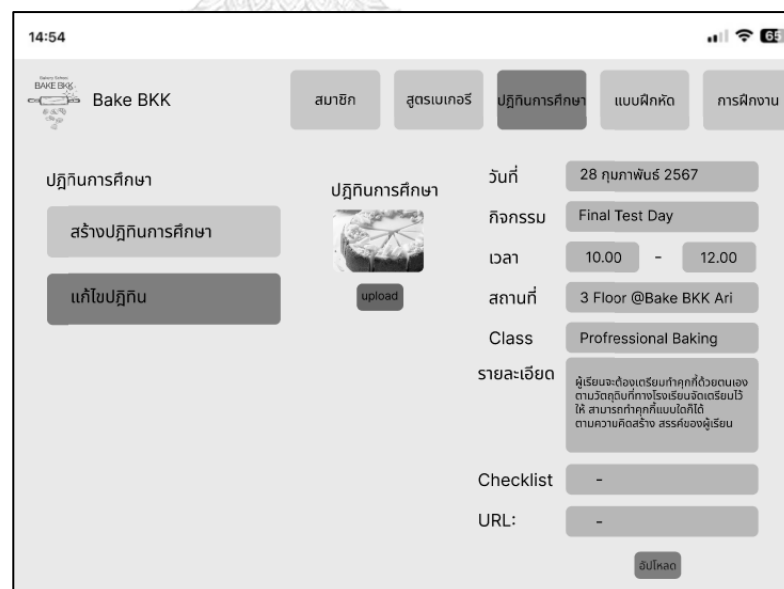 14:54
65
Bakery School
BAKE BKK
Bake BKK
สมาชิก
สูตรเบเกอรี
ปฏิทินการศึกษา
แบบฝึกหัด
การฝึกงาน
ปฎิทินการศึกษา
สร้างปฎิทินการศึกษา
แก้ไขปฎิทิน
ปฎิทินการศึกษา
upload
วันที่ 28 กุมภาพันธ์ 2567
กิจกรรม Final Test Day
เวลา 10.00 - 12.00
สถานที่ 3 Floor @Bake BKK Ari
Class Profressional Baking
รายละเอียด
ผู้เรียนจะต้องเตรียมทำคุกกี้ด้วยตนเอง
ตามวัตถุดิบที่ทางโรงเรียนจัดเตรียมไว้
ให้ สามารถทำคุกกี้แบบใดก็ได้
ตามความคิดสร้าง สรรค์ของผู้เรียน
Checklist -
URL: -
อัปโหลด